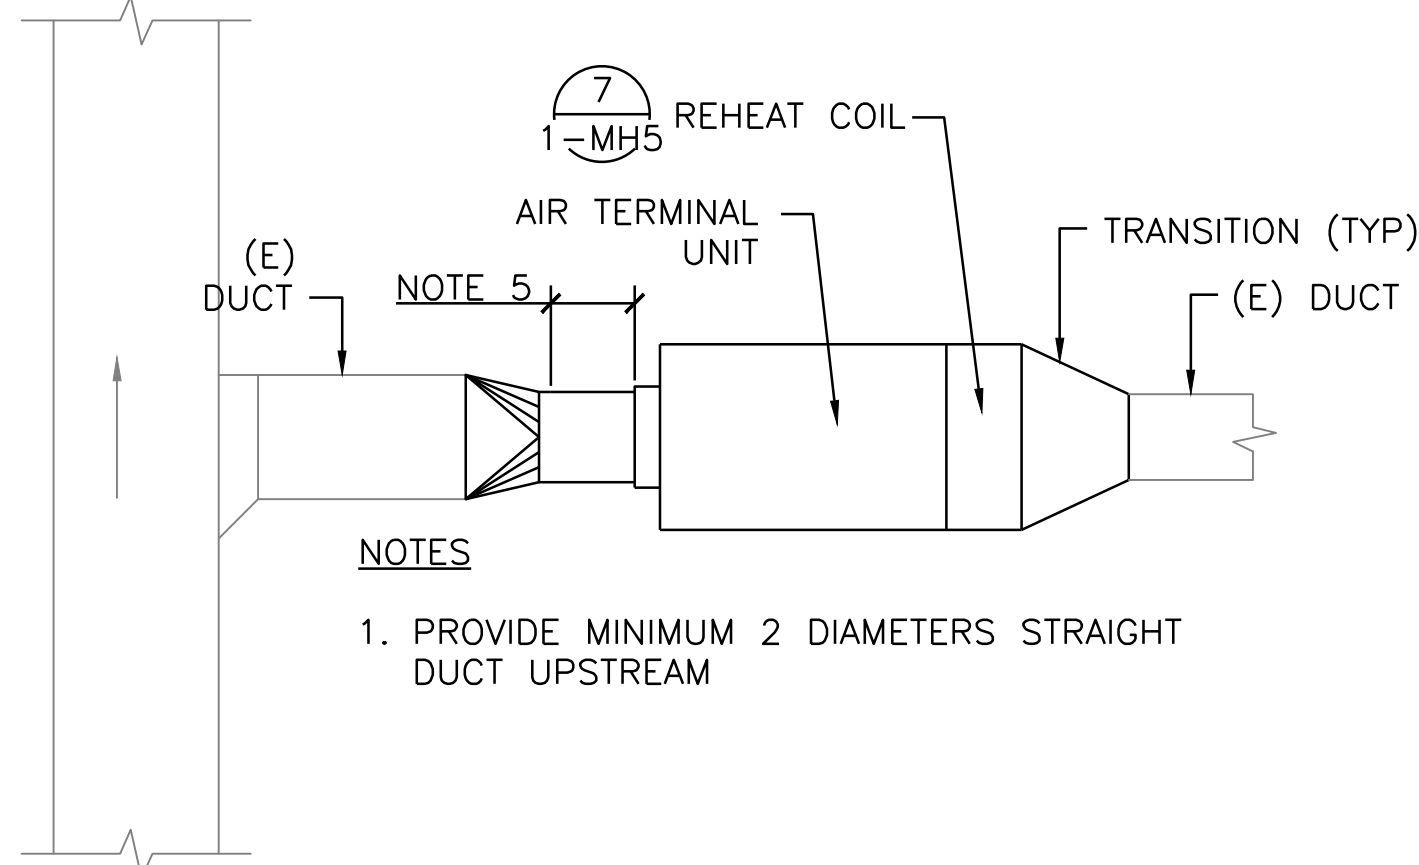 7
1-MH5
REHEAT COIL
AIR TERMINAL
UNIT
TRANSITION (TYP)
(E)
DUCT
NOTE 5
(E) DUCT
NOTES
1. PROVIDE MINIMUM 2 DIAMETERS STRAIGHT
DUCT UPSTREAM